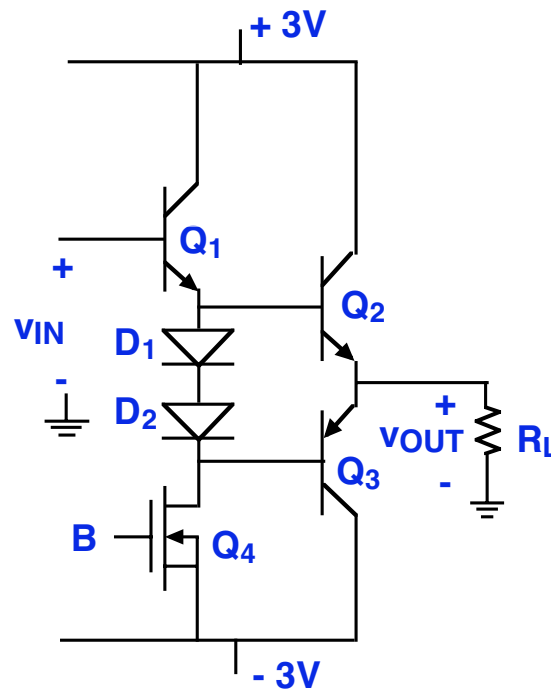 + 3V
Q1
+
Q2
vIN
D1
-
D2
+
vOUT
RL
Q3
-
B
Q4
- 3V